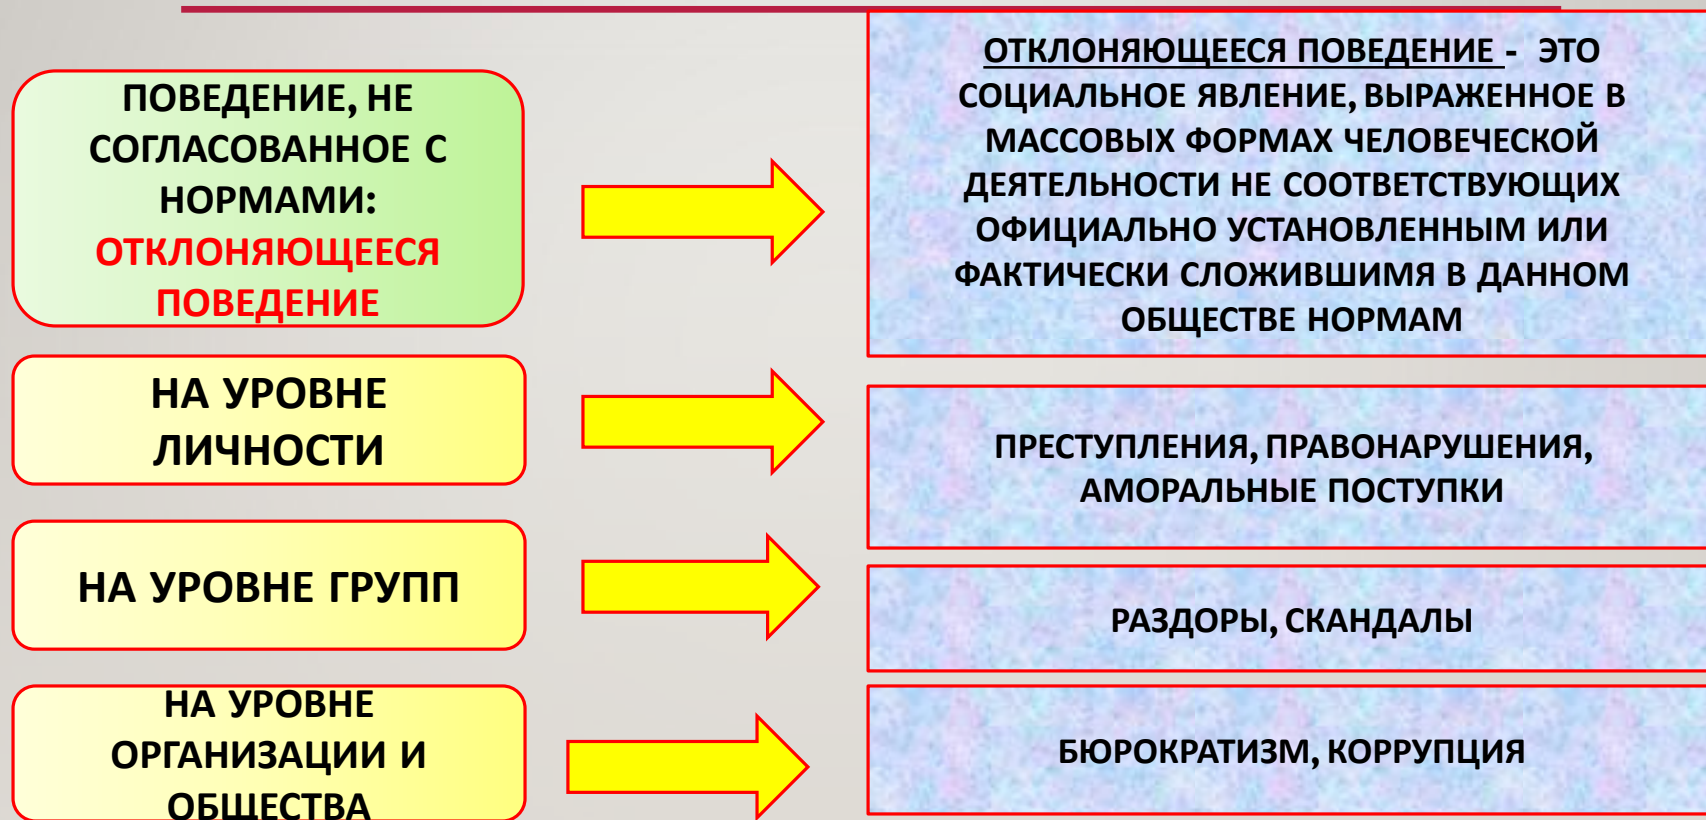 ПОВЕДЕНИЕ, НЕ
СОГЛАСОВАННОЕ С
НОРМАМИ:
ОТКЛОНЯЮЩЕЕСЯ
ПОВЕДЕНИЕ
ОТКЛОНЯЮЩЕЕСЯ ПОВЕДЕНИЕ - ЭТО
СОЦИАЛЬНОЕ ЯВЛЕНИЕ, ВЫРАЖЕННОЕ В
МАССОВЫХ ФОРМАХ ЧЕЛОВЕЧЕСКОЙ
ДЕЯТЕЛЬНОСТИ НЕ СООТВЕТСТВУЮЩИХ
ОФИЦИАЛЬНО УСТАНОВЛЕННЫМ ИЛИ
ФАКТИЧЕСКИ СЛОЖИВШИМЯ В ДАННОМ
ОБЩЕСТВЕ НОРМАМ
НА УРОВНЕ
ЛИЧНОСТИ
ПРЕСТУПЛЕНИЯ, ПРАВОНАРУШЕНИЯ,
АМОРАЛЬНЫЕ ПОСТУПКИ
НА УРОВНЕ ГРУПП
РАЗДОРЫ, СКАНДАЛЫ
НА УРОВНЕ
ОРГАНИЗАЦИИ И
ОБЩЕСТВА
БЮРОКРАТИЗМ, КОРРУПЦИЯ